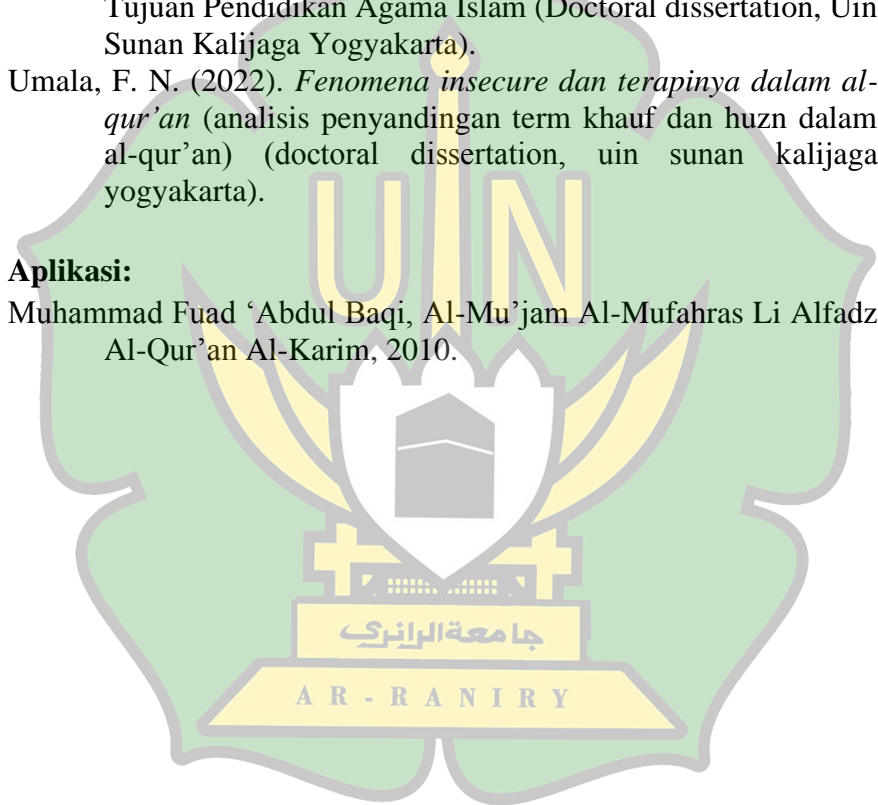 Tujuan Pendidikan Agama Islam (Doctoral dissertation, Uin
Sunan Kalijaga Yogyakarta).
Umala, F. N. (2022). Fenomena insecure dan terapinya dalam al-
qur’an (analisis penyandingan term khauf dan huzn dalam
al-qur’an) (doctoral dissertation, uin sunan kalijaga
yogyakarta).
Aplikasi:
Muhammad Fuad ‘Abdul Baqi, Al-Mu’jam Al-Mufahras Li Alfadz
Al-Qur’an Al-Karim, 2010.
UIN
جامعة الرانري
AR-RANIRY